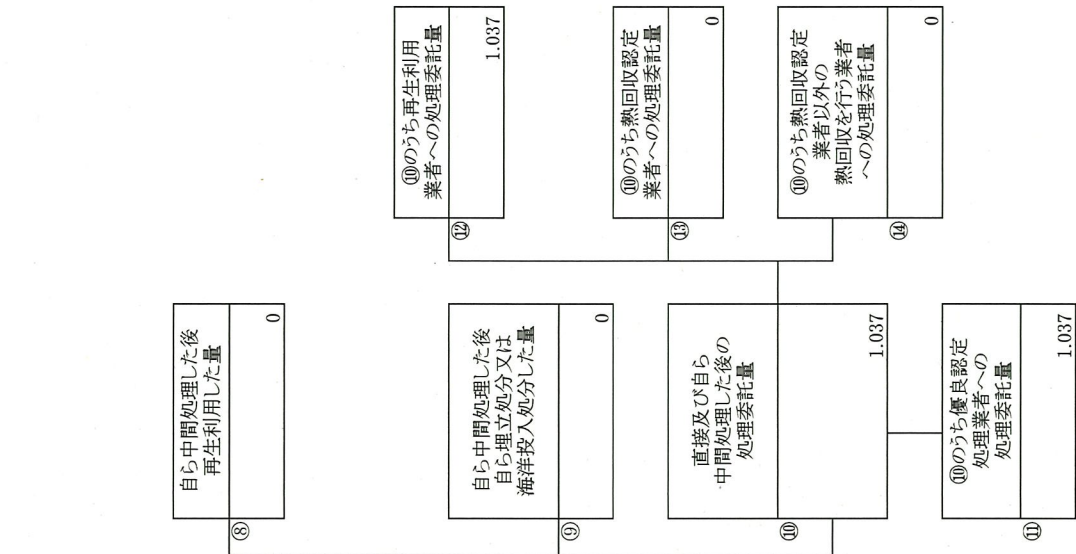 ⑧
自ら中間処理した後
再生利用した量
0
⑨
自ら中間処理した後
自ら埋立処分又は
海洋投入処分した量
0
⑩
直接及び自ら
中間処理した後の
処理委託量
1.037
⑪
⑩のうち優良認定
処理業者への
処理委託量
1.037
⑫
⑩のうち再生利用
業者への処理委託量
1.037
⑬
⑩のうち熱回収認定
業者への処理委託量
0
⑭
⑩のうち熱回収認定
業者以外の
熱回収を行う業者
への処理委託量
0